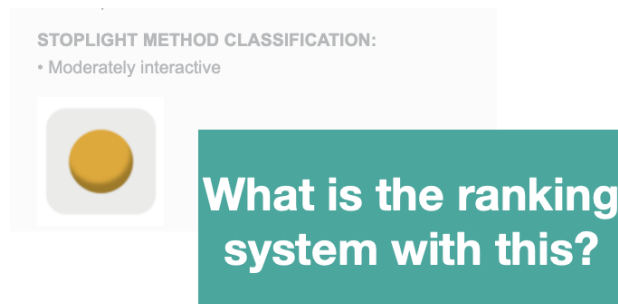 STOPLIGHT METHOD CLASSIFICATION:
• Moderately interactive
What is the ranking
system with this?